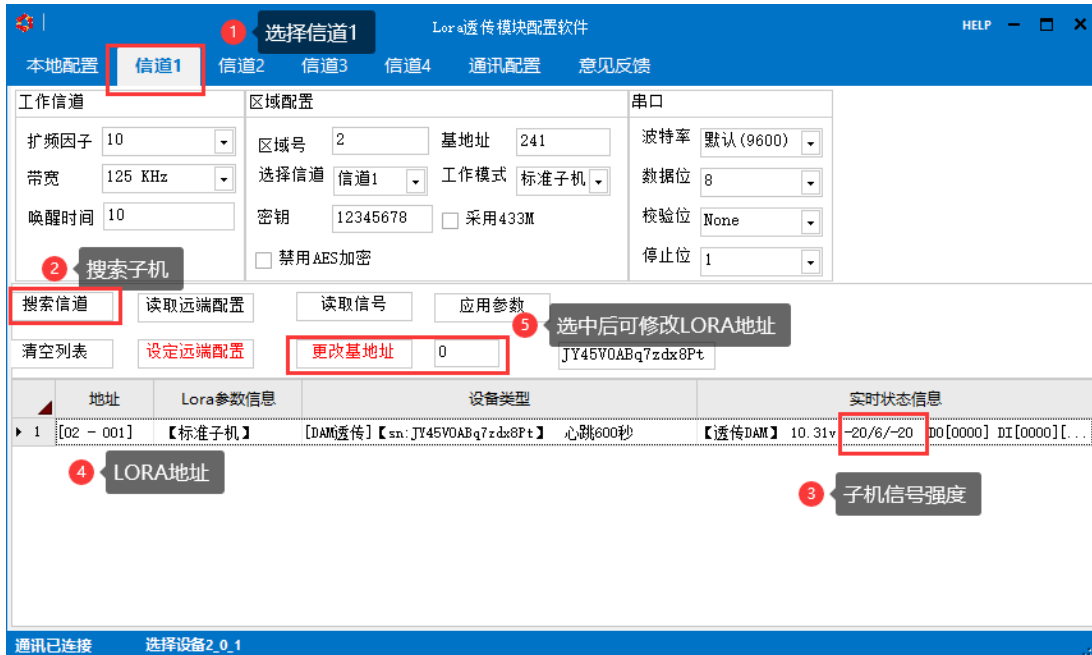 1 选择信道1 Lora透传模块配置软件 HELP
本地配置 信道1 信道2 信道3 信道4 通讯配置 意见反馈
工作信道 区域配置 串口
扩频因子 10 区域号 2 基地址 241 波特率 默认(9600)
带宽 125 KHz 选择信道 信道1 工作模式 标准子机 数据位 8
唤醒时间 10 密钥 12345678 采用433M 校验位 None
禁用AES加密 停止位 1
2 搜索子机
搜索信道 读取远端配置 读取信号 应用参数
5 选中后可修改LORA地址
清空列表 设定远端配置 更改基地址 0 JY45V0ABq7zdx8Pt
地址 Lora参数信息 设备类型 实时状态信息
1 [02 - 001] 【标准子机】 [DAM透传]【sn:JY45V0ABq7zdx8Pt】 心跳600秒 【透传DAM】 10.31v -20/6/-20 DO[0000] DI[0000][...
4 LORA地址
3 子机信号强度
通讯已连接 选择设备2_0_1